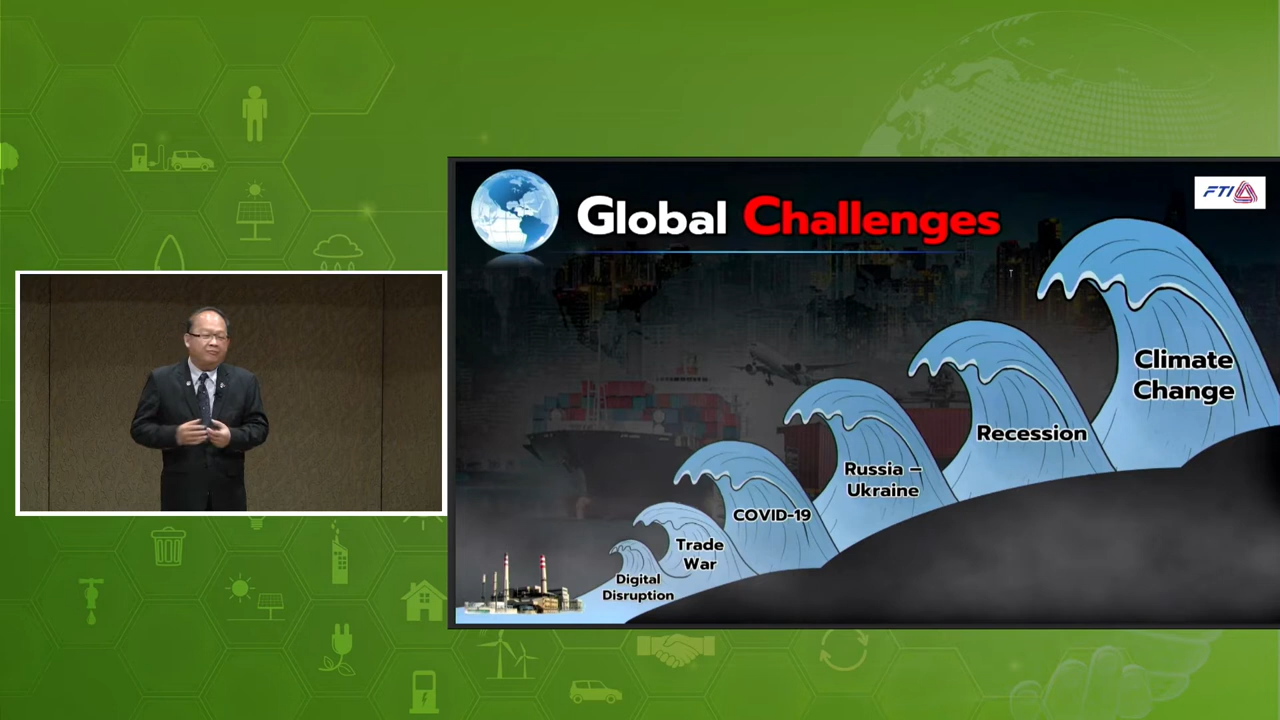 Global Challenges
FTI
Climate
Change
Recession
Russia –
Ukraine
COVID-19
Trade
War
Digital
Disruption